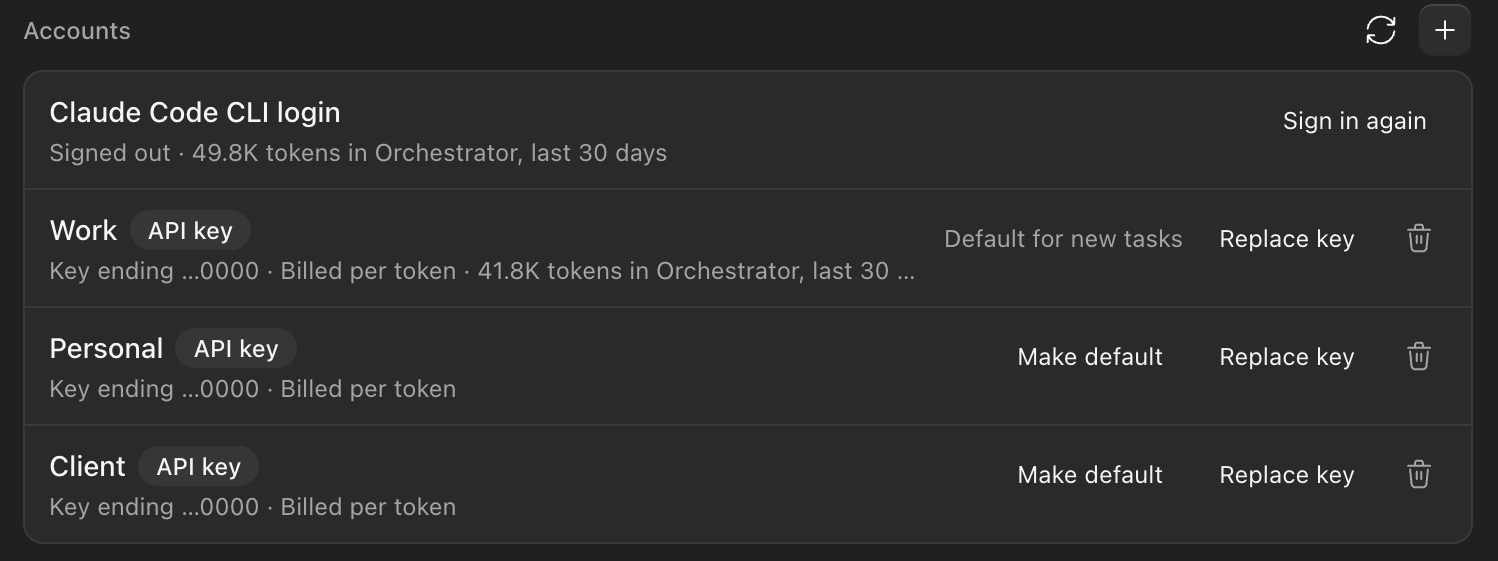 Accounts
Claude Code CLI login
Signed out · 49.8K tokens in Orchestrator, last 30 days
Sign in again
Work API key
Key ending ...0000 · Billed per token · 41.8K tokens in Orchestrator, last 30 ...
Default for new tasks Replace key
Personal API key
Key ending ...0000 · Billed per token
Make default Replace key
Client API key
Key ending ...0000 · Billed per token
Make default Replace key